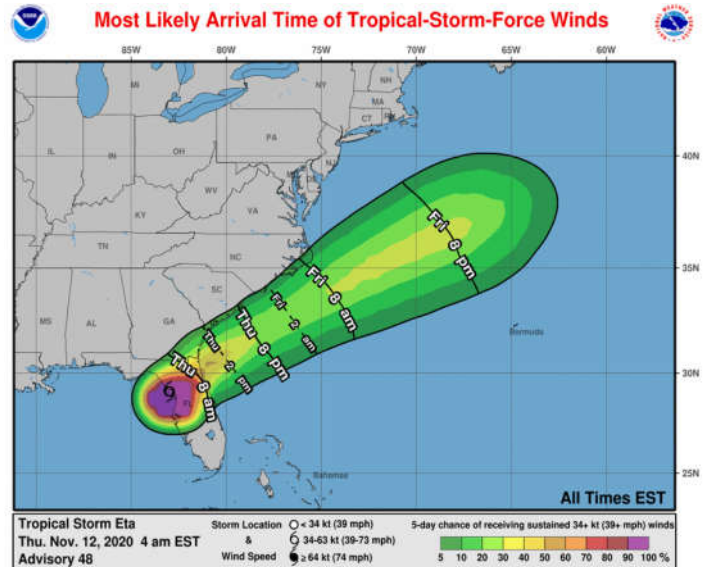 Most Likely Arrival Time of Tropical-Storm-Force Winds
85W 80W 75W 70W 65W 60W
MI NY NH
MA
CT
PA
IL IN OH NJ
40N
WV
KY VA
TN NC
35N
SC
MS AL GA
Bermuda
30N
FL
Bahamas
25N
Thu 8 am
Thu 2 pm
Thu 8 pm
Fri 2 am
Fri 8 am
Fri 8 pm
All Times EST
Tropical Storm Eta
Thu. Nov. 12, 2020 4 am EST
Advisory 48
Storm Location
&
Wind Speed
< 34 kt (39 mph)
34-63 kt (39-73 mph)
≥ 64 kt (74 mph)
5-day chance of receiving sustained 34+ kt (39+ mph) winds
5 10 20 30 40 50 60 70 80 90 100 %